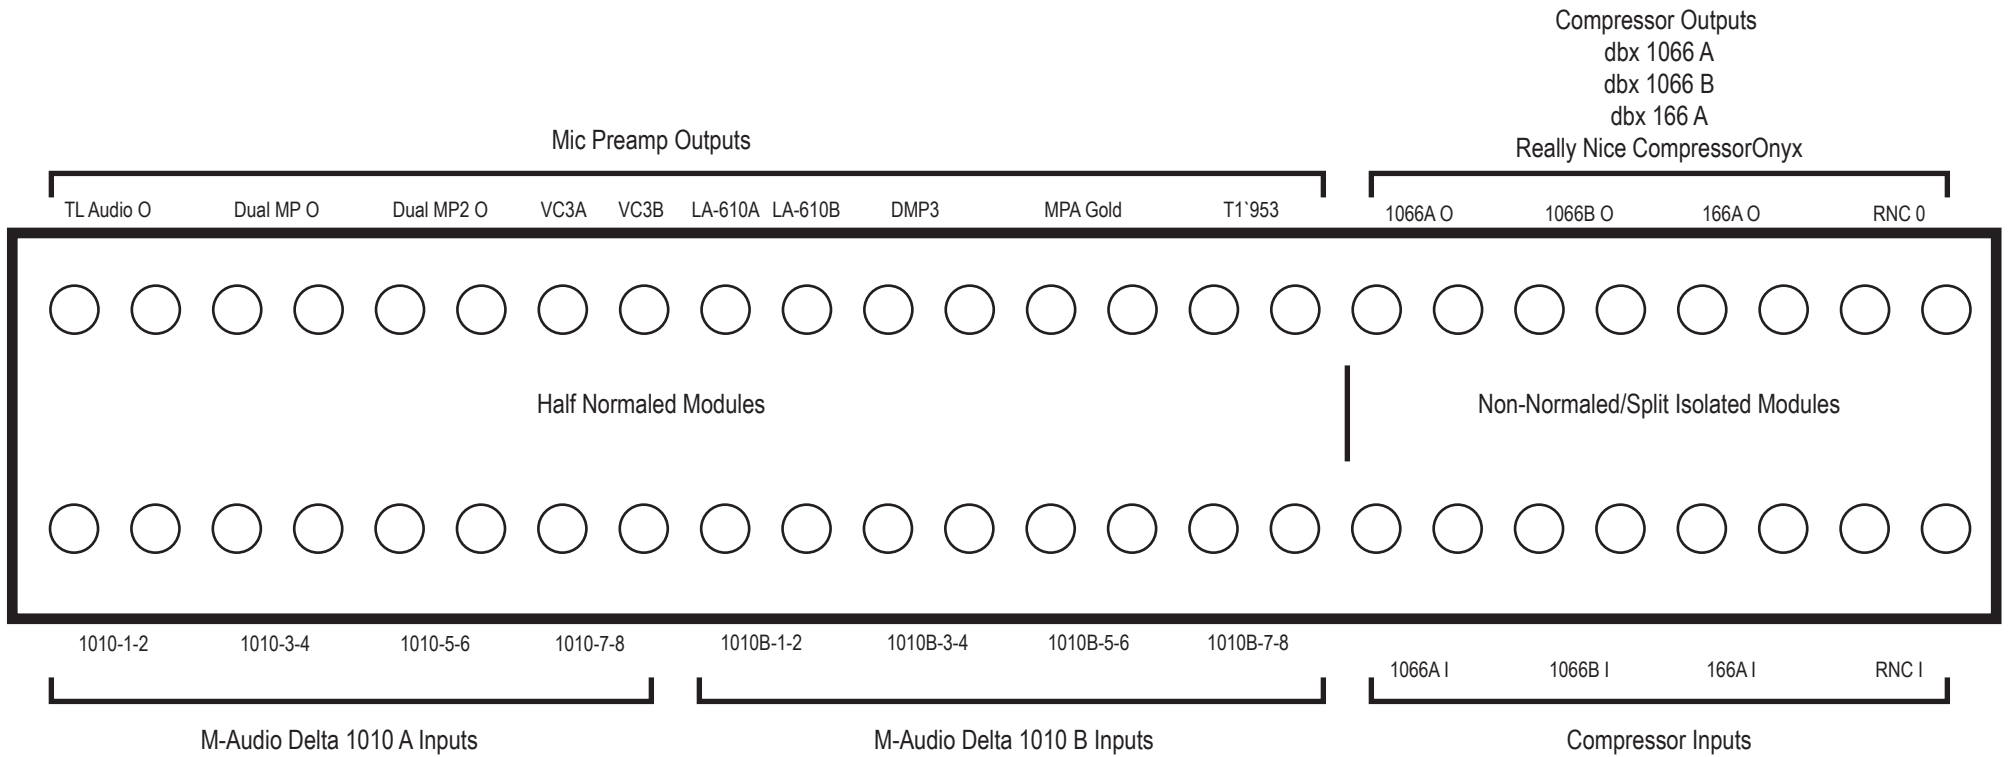 Compressor Outputs
dbx 1066 A
dbx 1066 B
dbx 166 A
Really Nice CompressorOnyx
Mic Preamp Outputs
TL Audio O Dual MP O Dual MP2 O VC3A VC3B LA-610A LA-610B DMP3 MPA Gold T1`953 1066A O 1066B O 166A O RNC 0
Half Normaled Modules Non-Normaled/Split Isolated Modules
1010-1-2 1010-3-4 1010-5-6 1010-7-8 1010B-1-2 1010B-3-4 1010B-5-6 1010B-7-8
1066A I 1066B I 166A I RNC I
M-Audio Delta 1010 A Inputs M-Audio Delta 1010 B Inputs Compressor Inputs